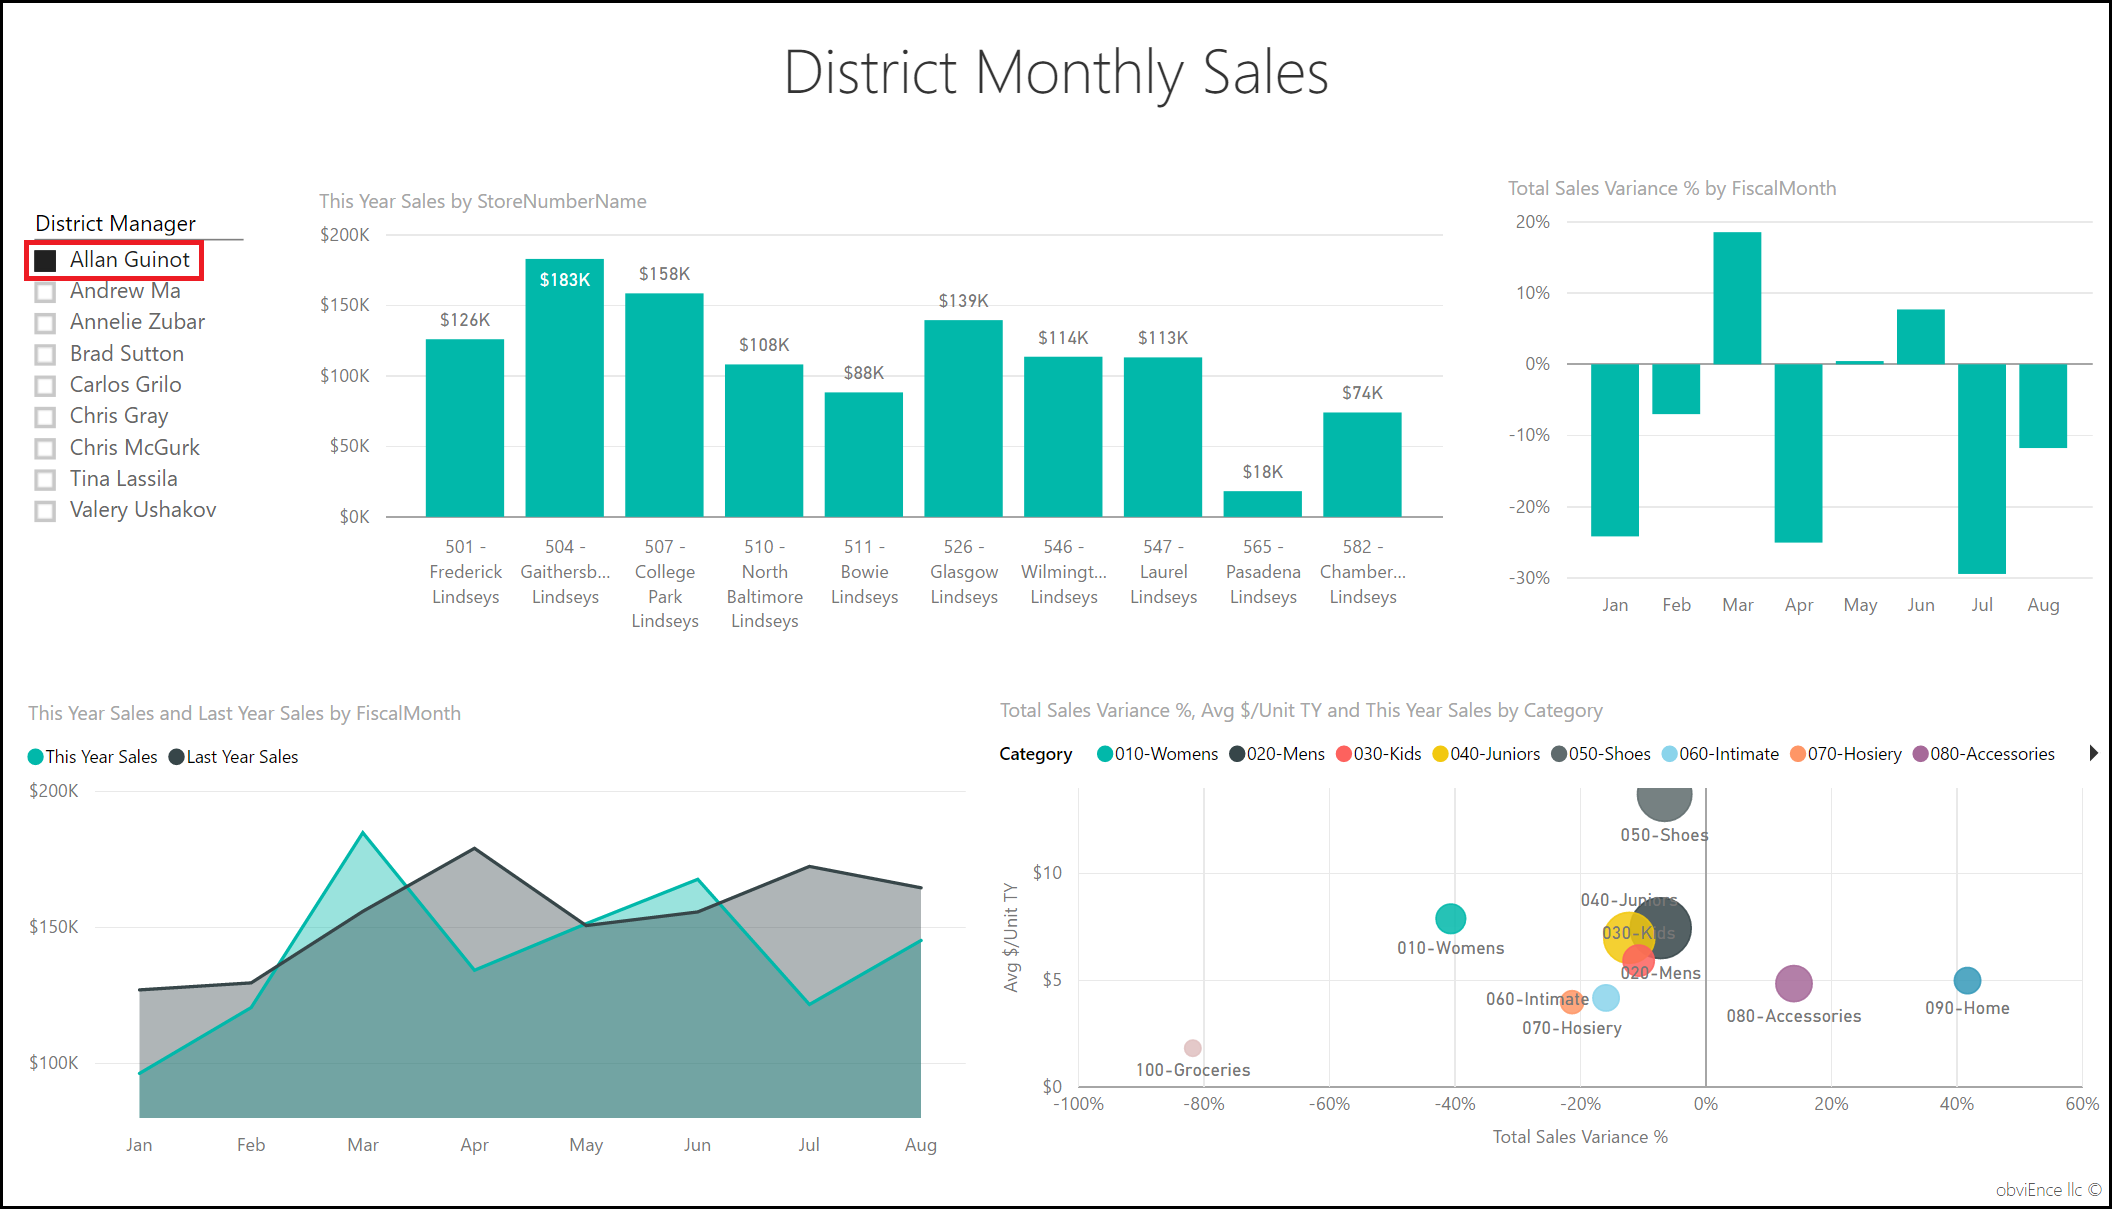 District Monthly Sales
District Manager
Allan Guinot
Andrew Ma
Annelie Zubar
Brad Sutton
Carlos Grilo
Chris Gray
Chris McGurk
Tina Lassila
Valery Ushakov
This Year Sales by StoreNumberName
$200K
$150K
$100K
$50K
$0K
$126K
$183K
$158K
$108K
$88K
$139K
$114K
$113K
$18K
$74K
501 -
Frederick
Lindseys
504 -
Gaithersb...
Lindseys
507 -
College
Park
Lindseys
510 -
North
Baltimore
Lindseys
511 -
Bowie
Lindseys
526 -
Glasgow
Lindseys
546 -
Wilmingt...
Lindseys
547 -
Laurel
Lindseys
565 -
Pasadena
Lindseys
582 -
Chamber...
Lindseys
Total Sales Variance % by FiscalMonth
20%
10%
0%
-10%
-20%
-30%
Jan Feb Mar Apr May Jun Jul Aug
This Year Sales and Last Year Sales by FiscalMonth
This Year Sales Last Year Sales
$200K
$150K
$100K
Jan Feb Mar Apr May Jun Jul Aug
Total Sales Variance %, Avg $/Unit TY and This Year Sales by Category
Category 010-Womens 020-Mens 030-Kids 040-Juniors 050-Shoes 060-Intimate 070-Hosiery 080-Accessories
Avg $/Unit TY
$10
$5
$0
050-Shoes
040-Juniors
030-Kids
010-Womens
020-Mens
060-Intimate
090-Home
080-Accessories
070-Hosiery
100-Groceries
-100% -80% -60% -40% -20% 0% 20% 40% 60%
Total Sales Variance %
obviEnce llc ©